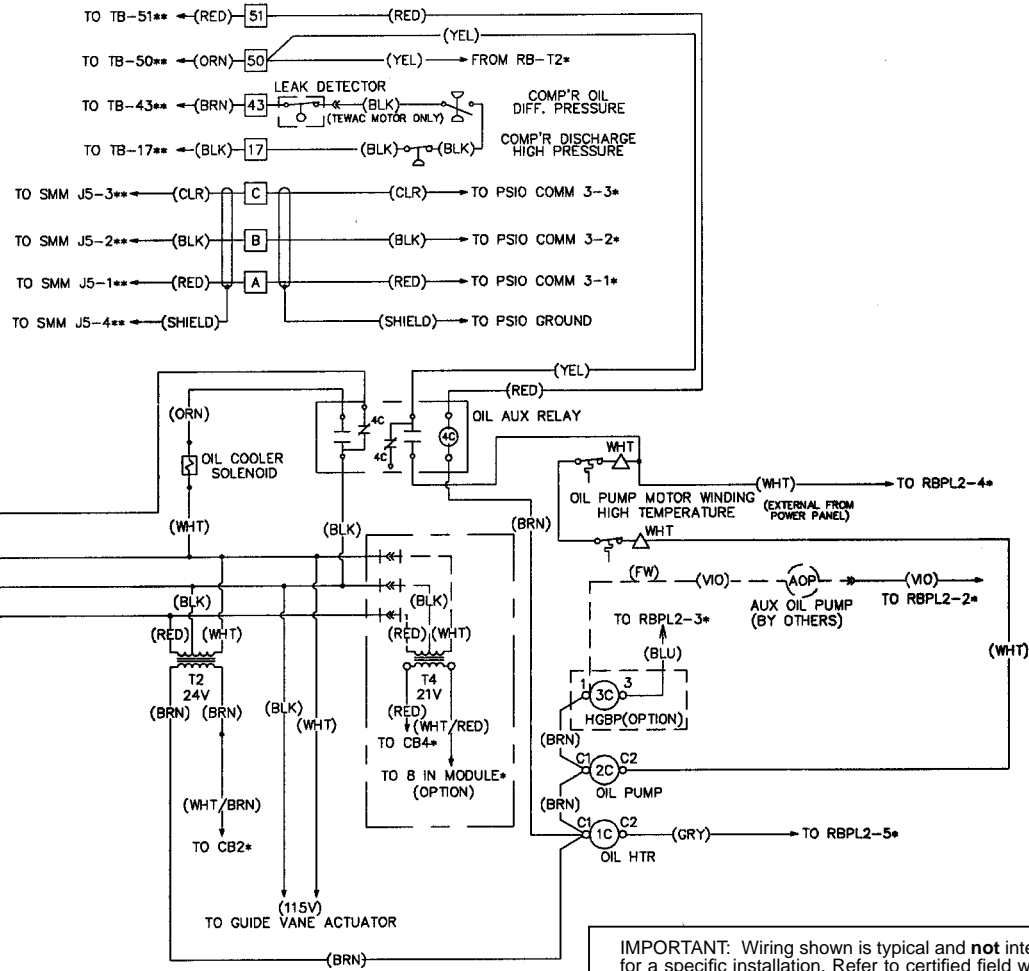 TO TB-51** (RED) 51 (RED)
(YEL)
TO TB-50** (ORN) 50 (YEL) FROM RB-T2*
LEAK DETECTOR
TO TB-43** (BRN) 43 (BLK) COMP'R OIL
(TEWAC MOTOR ONLY) DIFF. PRESSURE
TO TB-17** (BLK) 17 (BLK) (BLK) COMP'R DISCHARGE
HIGH PRESSURE
TO SMM J5-3** (CLR) C (CLR) TO PSIO COMM 3-3*
TO SMM J5-2** (BLK) B (BLK) TO PSIO COMM 3-2*
TO SMM J5-1** (RED) A (RED) TO PSIO COMM 3-1*
TO SMM J5-4** (SHIELD) (SHIELD) TO PSIO GROUND
(YEL)
(RED)
(ORN)
4C 4C 4C OIL AUX RELAY
OIL COOLER
SOLENOID
WHT
OIL PUMP MOTOR WINDING
HIGH TEMPERATURE
(WHT) TO RBPL2-4*
(EXTERNAL FROM
POWER PANEL)
(WHT) (BLK) (BRN) WHT
(FW) (VIO) AOP (VIO)
AUX OIL PUMP
(BY OTHERS)
TO RBPL2-2*
(BLK) (BLK) TO RBPL2-3*
(RED) (WHT) (RED) (WHT) (BLU) (WHT)
T2
24V
T4
21V
1 3C 3
HGBP(OPTION)
(BRN) (BRN) (BLK) (WHT) (RED) (WHT/RED)
TO CB4*
(BRN)
TO 8 IN MODULE*
(OPTION)
C1 2C C2
OIL PUMP
(WHT/BRN)
(BRN)
TO CB2*
C1 1C C2 (GRY) TO RBPL2-5*
OIL HTR
(115V)
TO GUIDE VANE ACTUATOR
(BRN)
IMPORTANT: Wiring shown is typical and not inte
for a specific installation. Refer to certified field w